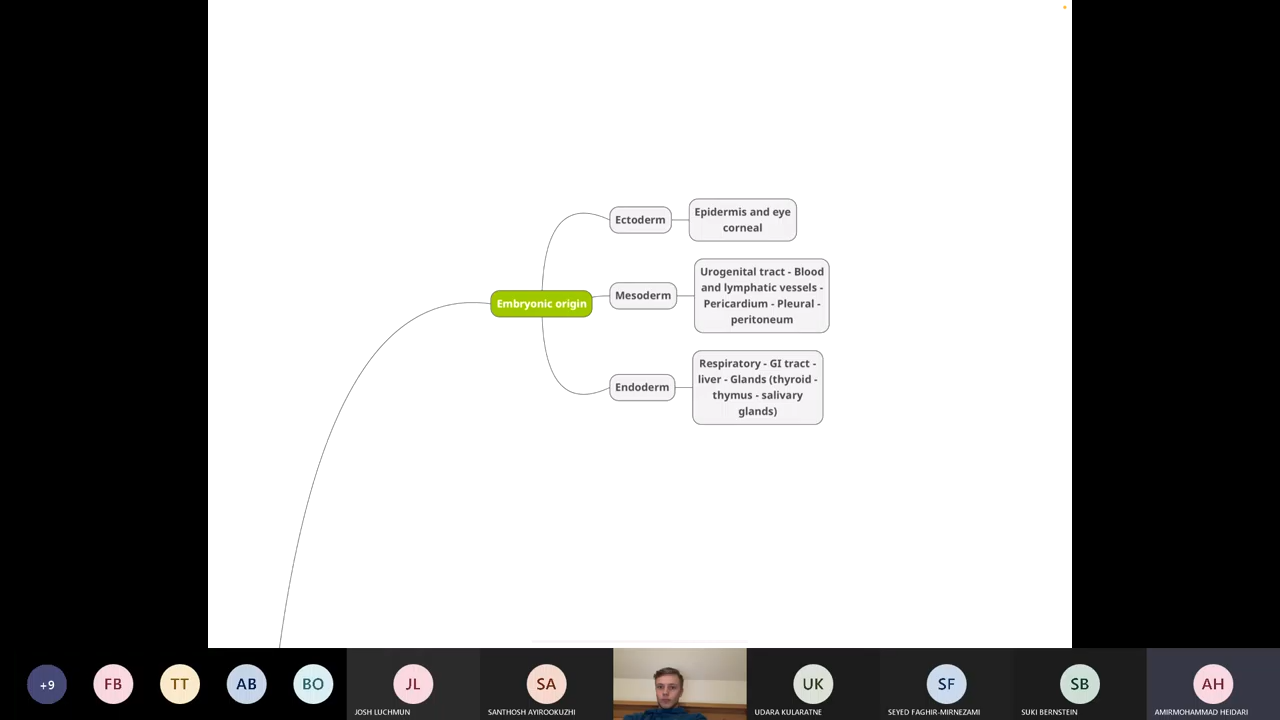 Ectoderm
Epidermis and eye
corneal
Embryonic origin
Mesoderm
Urogenital tract - Blood
and lymphatic vessels -
Pericardium - Pleural -
peritoneum
Endoderm
Respiratory - GI tract -
liver - Glands (thyroid -
thymus - salivary
glands)
+9
FB
TT
AB
BO
JL
JOSH LUCHMUN
SA
SANTHOSH AYIROOKUZHI
UK
UDARA KULARATNE
SF
SEYED FAGHIR-MIRNEZAMI
SB
SUKI BERNSTEIN
AH
AMIRMOHAMMAD HEIDARI